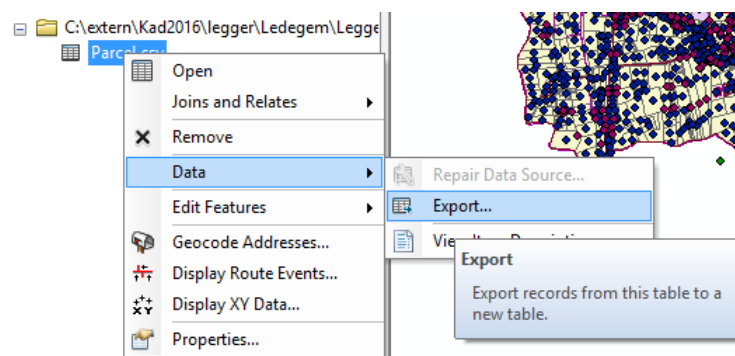 C:\extern\Kad2016\legger\Ledegem\Legge
Parcel.csv
Open
Joins and Relates
Remove
Data
Edit Features
Geocode Addresses...
Display Route Events...
Display XY Data...
Properties...
Repair Data Source...
Export...
Export
Export records from this table to a
new table.